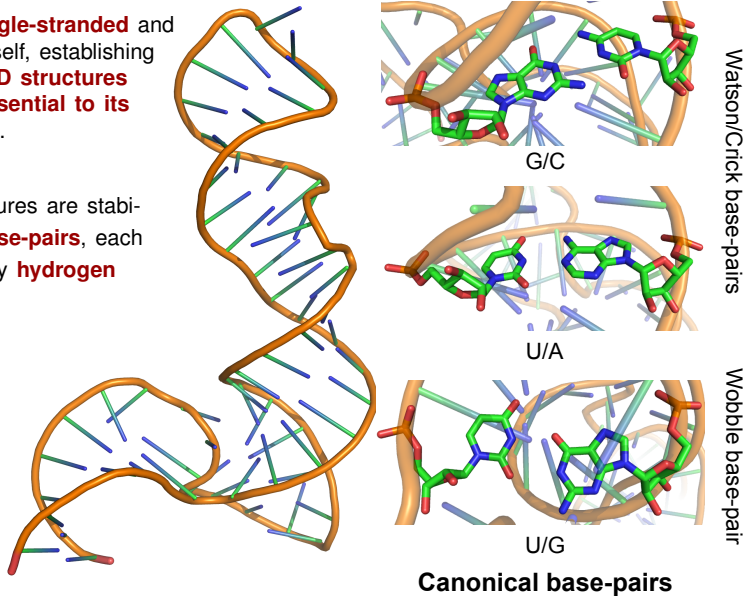 gle-stranded and
self, establishing
D structures
sential to its
.
ures are stabi-
se-pairs, each
y hydrogen
G/C
U/A
U/G
Watson/Crick base-pairs
Wobble base-pair
Canonical base-pairs